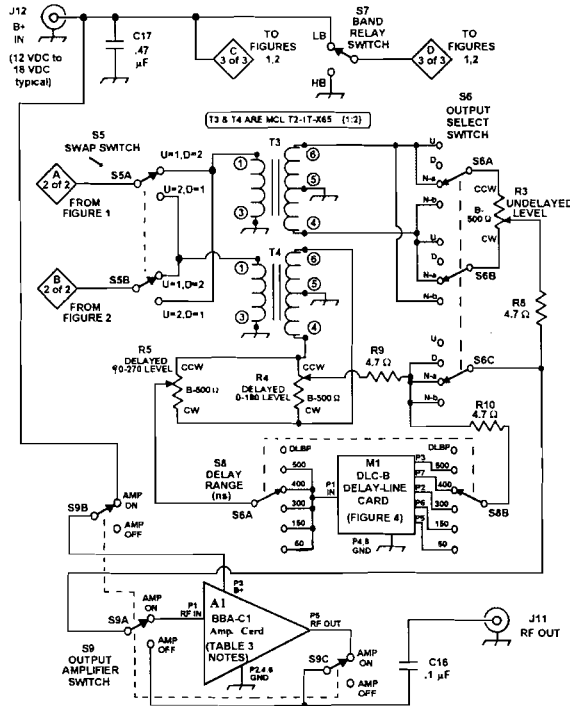 J12
B+
IN
(12 VDC to
18 VDC
typical)
C17
.47
µF
C
3 of 3
TO
FIGURES
1,2
S7
BAND
RELAY
SWITCH
LB
HB
D
3 of 3
TO
FIGURES
1,2
T3 & T4 ARE MCL T2-1T-X65 (1:2)
S6
OUTPUT
SELECT
SWITCH
S5
SWAP SWITCH
A
2 of 2
S5A
U=1,D=2
U=2,D=1
FROM
FIGURE 1
B
2 of 2
S5B
U=1,D=2
U=2,D=1
FROM
FIGURE 2
T3
1
3
6
5
4
T4
1
3
6
5
4
U
D
N-a
N-b
S6A
U
D
N-a
N-b
S6B
U
D
N-a
N-b
S6C
CCW
R3
UNDELAYED
LEVEL
B-
500 Ω
CW
R8
4.7 Ω
R5
DELAYED
90-270 LEVEL
CCW
B-500 Ω
CW
CCW
R4
DELAYED
0-180 LEVEL
B-500 Ω
CW
R9
4.7 Ω
R10
4.7 Ω
S8
DELAY
RANGE
(ns)
S6A
DLBP
500
400
300
150
50
P1
IN
M1
DLC-B
DELAY-LINE
CARD
(FIGURE 4)
P4,8
GND
P3
P7
P2
P6
P5
DLBP
500
400
300
150
50
S8B
S9B
AMP
ON
AMP
OFF
S9A
AMP
ON
AMP
OFF
S9
OUTPUT
AMPLIFIER
SWITCH
P1
RF IN
P3
B+
A1
BBA-C1
Amp. Card
(TABLE 3
NOTES)
P2,4,6
GND
P5
RF OUT
S9C
AMP
ON
AMP
OFF
C16
.1 µF
J11
RF OUT